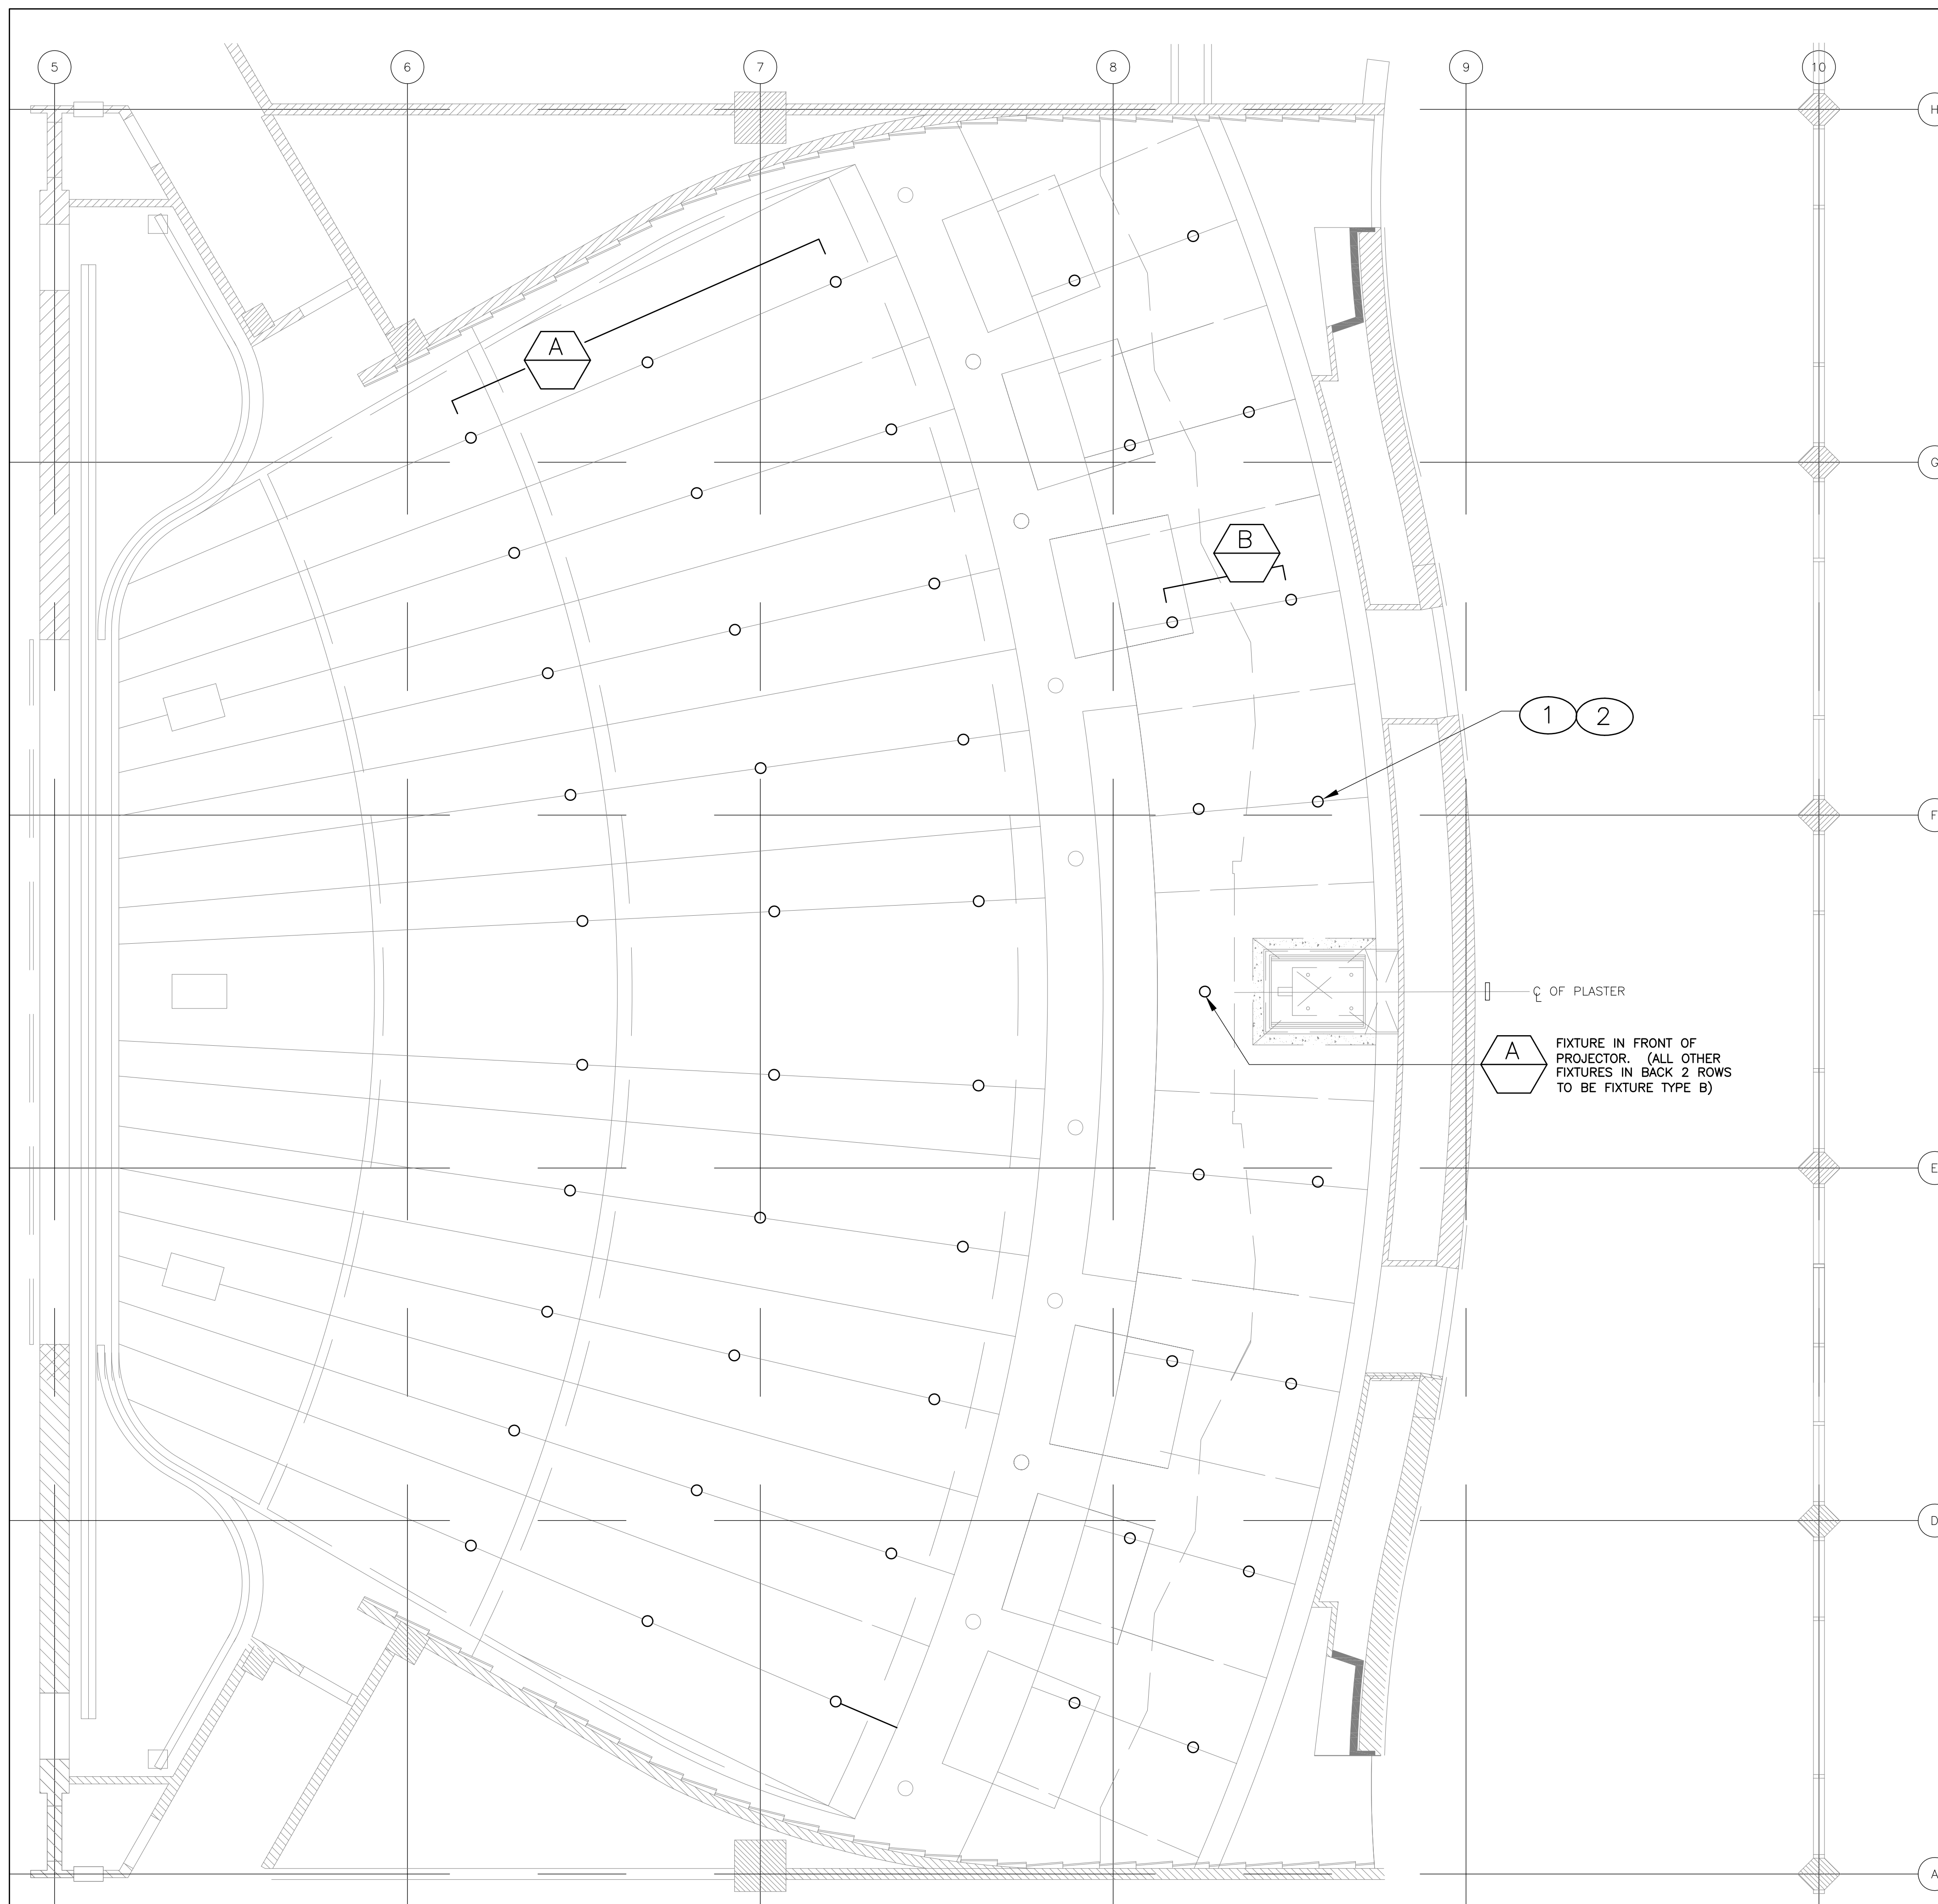 5 6 7 8 9 10
H
A
G
B
1 2
F
℄ OF PLASTER
A
FIXTURE IN FRONT OF
PROJECTOR. (ALL OTHER
FIXTURES IN BACK 2 ROWS
TO BE FIXTURE TYPE B)
E
D
A